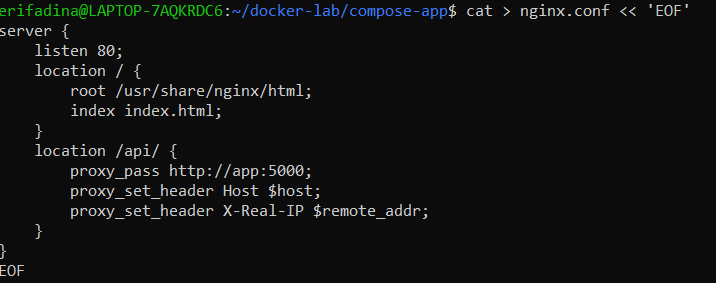 erifadina@LAPTOP-7AQKRDC6:~/docker-lab/compose-app$ cat > nginx.conf << 'EOF'
server {
    listen 80;
    location / {
        root /usr/share/nginx/html;
        index index.html;
    }
    location /api/ {
        proxy_pass http://app:5000;
        proxy_set_header Host $host;
        proxy_set_header X-Real-IP $remote_addr;
    }
}
EOF